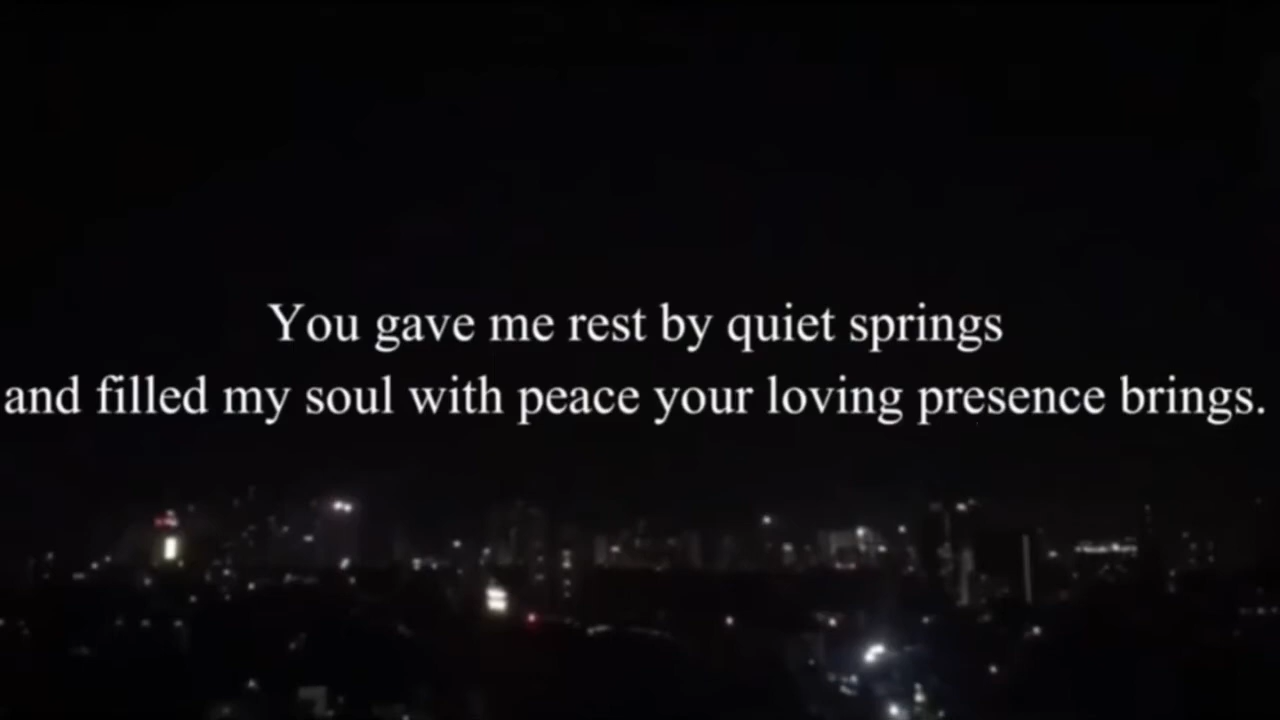 You gave me rest by quiet springs
and filled my soul with peace your loving presence brings.